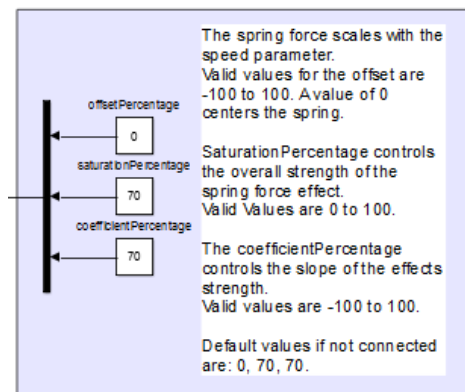 offsetPercentage
0
saturationPercentage
70
coefficientPercentage
70
The spring force scales with the
speed parameter.
Valid values for the offset are
-100 to 100. A value of 0
centers the spring.
SaturationPercentage controls
the overall strength of the
spring force effect.
Valid Values are 0 to 100.
The coefficientPercentage
controls the slope of the effects
strength.
Valid values are -100 to 100.
Default values if not connected
are: 0, 70, 70.